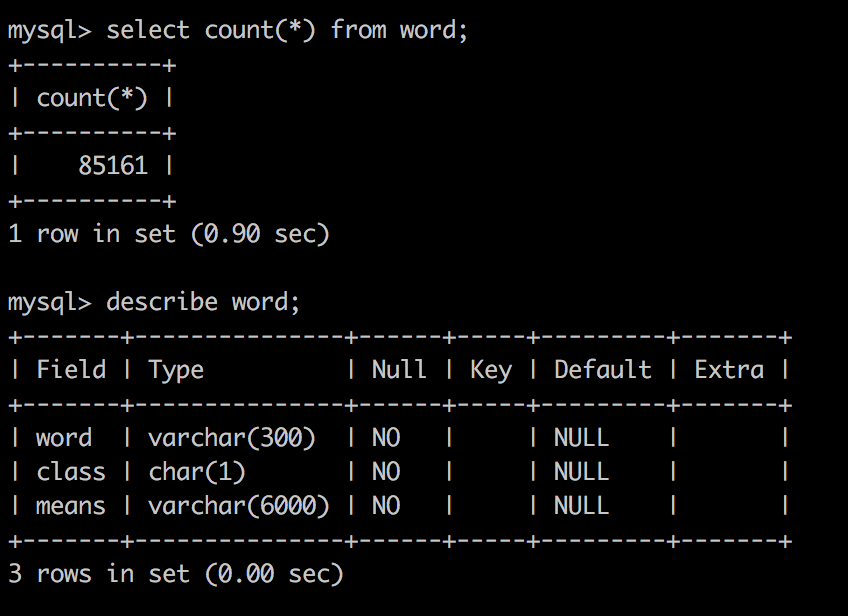 mysql> select count(*) from word;
+----------+
| count(*) |
+----------+
|    85161 |
+----------+
1 row in set (0.90 sec)

mysql> describe word;
+-------+---------------+------+-----+---------+-------+
| Field | Type          | Null | Key | Default | Extra |
+-------+---------------+------+-----+---------+-------+
| word  | varchar(300)  | NO   |     | NULL    |       |
| class | char(1)       | NO   |     | NULL    |       |
| means | varchar(6000) | NO   |     | NULL    |       |
+-------+---------------+------+-----+---------+-------+
3 rows in set (0.00 sec)